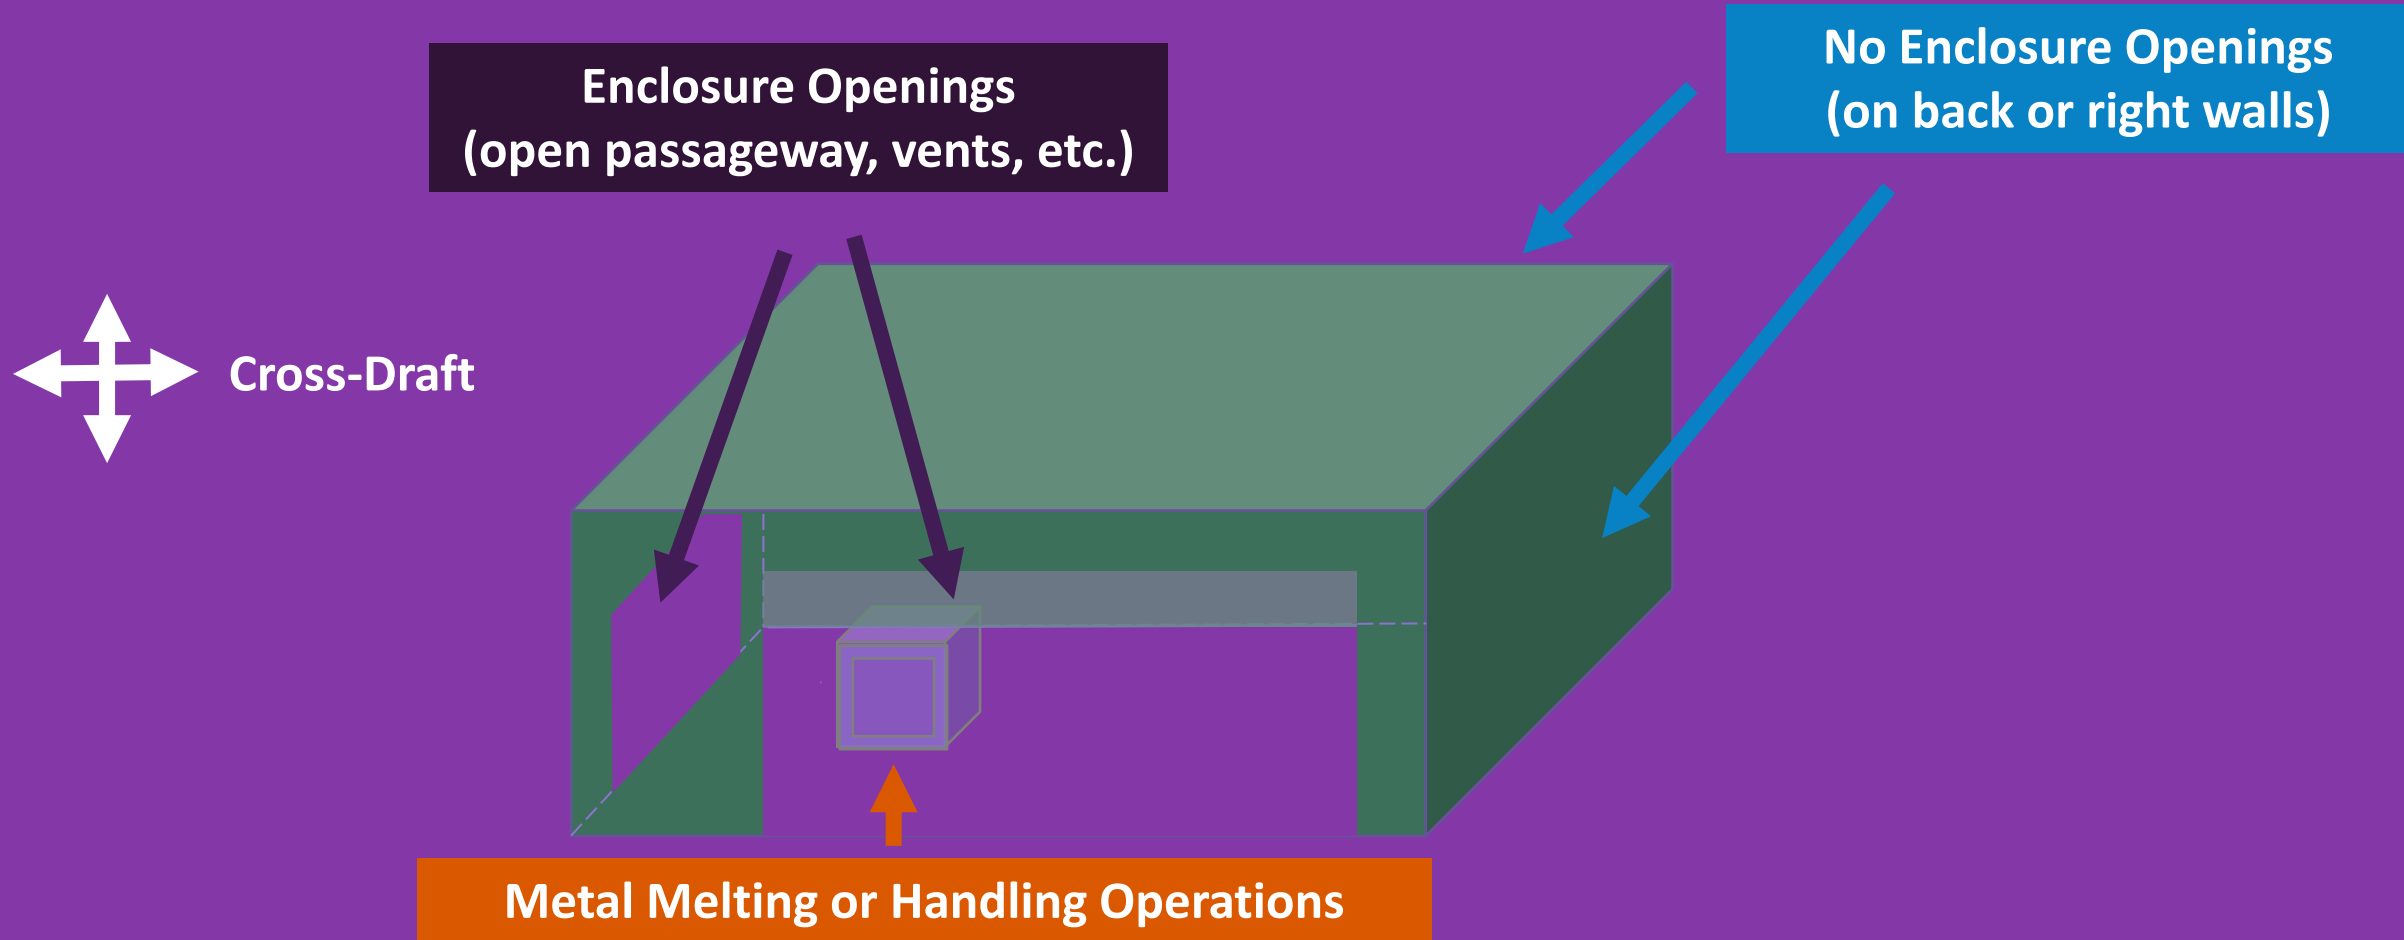 Enclosure Openings
(open passageway, vents, etc.)
No Enclosure Openings
(on back or right walls)
Cross-Draft
Metal Melting or Handling Operations